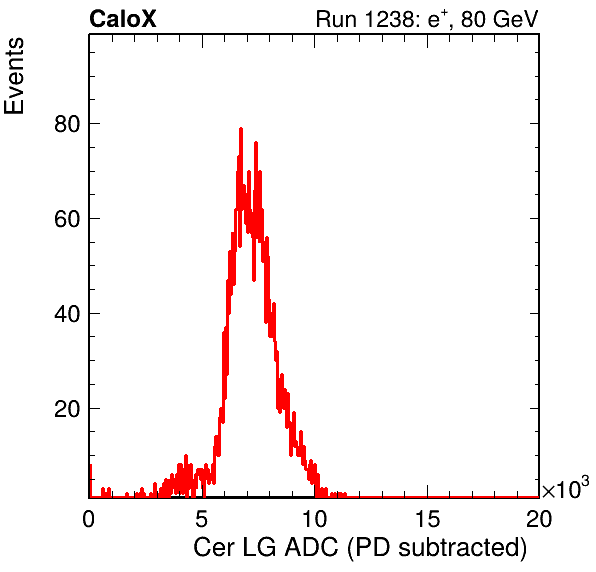 CaloX Run 1238: e⁺, 80 GeV
Events
80
60
40
20
0 5 10 15 20
×10³
Cer LG ADC (PD subtracted)